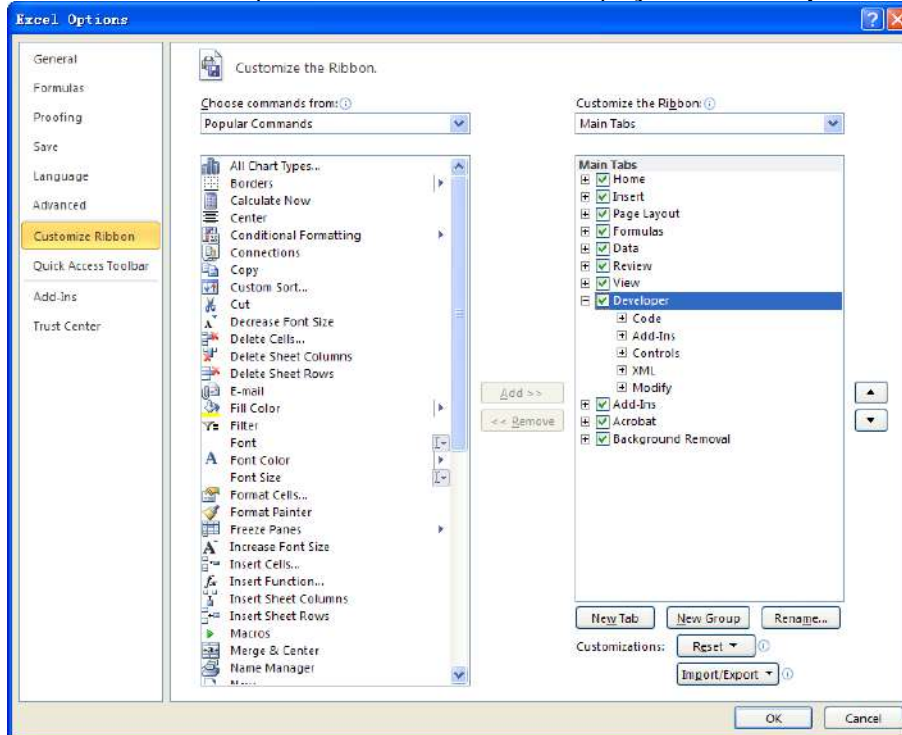 Excel Options
General
Formulas
Proofing
Save
Language
Advanced
Customize Ribbon
Quick Access Toolbar
Add-Ins
Trust Center
Customize the Ribbon.
Choose commands from:
Popular Commands
All Chart Types...
Borders
Calculate Now
Center
Conditional Formatting
Connections
Copy
Custom Sort...
Cut
Decrease Font Size
Delete Cells...
Delete Sheet Columns
Delete Sheet Rows
E-mail
Fill Color
Filter
Font
Font Color
Font Size
Format Cells...
Format Painter
Freeze Panes
Increase Font Size
Insert Cells...
Insert Function...
Insert Sheet Columns
Insert Sheet Rows
Macros
Merge & Center
Name Manager
Add >>
<< Remove
Customize the Ribbon:
Main Tabs
Main Tabs
Home
Insert
Page Layout
Formulas
Data
Review
View
Developer
Code
Add-Ins
Controls
XML
Modify
Add-Ins
Acrobat
Background Removal
New Tab
New Group
Rename...
Customizations:
Reset
Import/Export
OK
Cancel